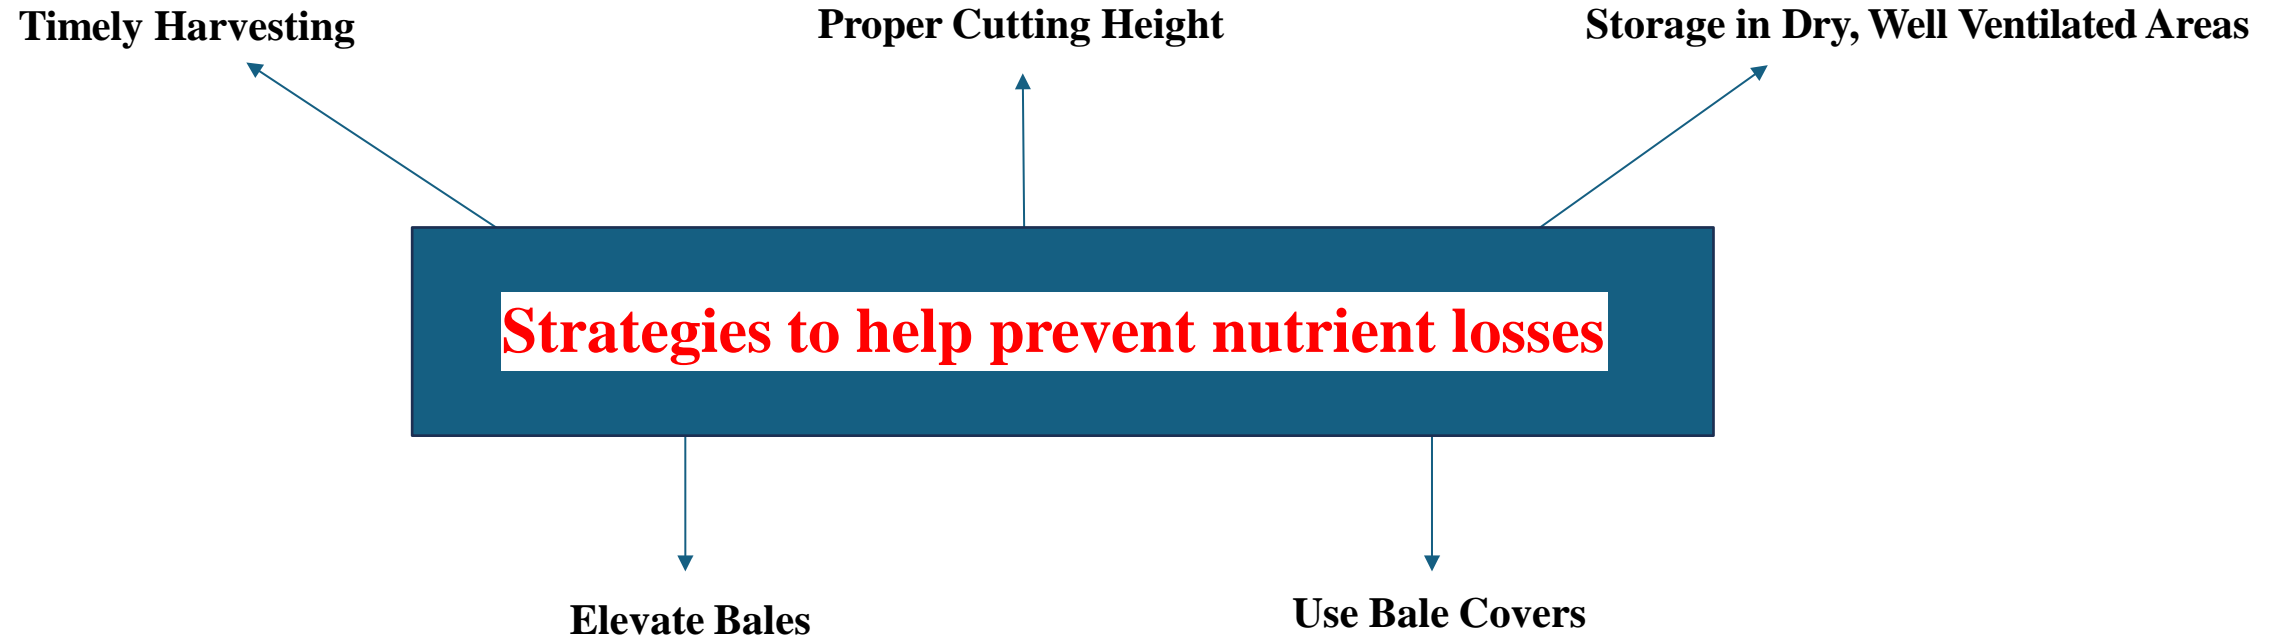 Timely Harvesting
Proper Cutting Height
Storage in Dry, Well Ventilated Areas
Strategies to help prevent nutrient losses
Elevate Bales
Use Bale Covers